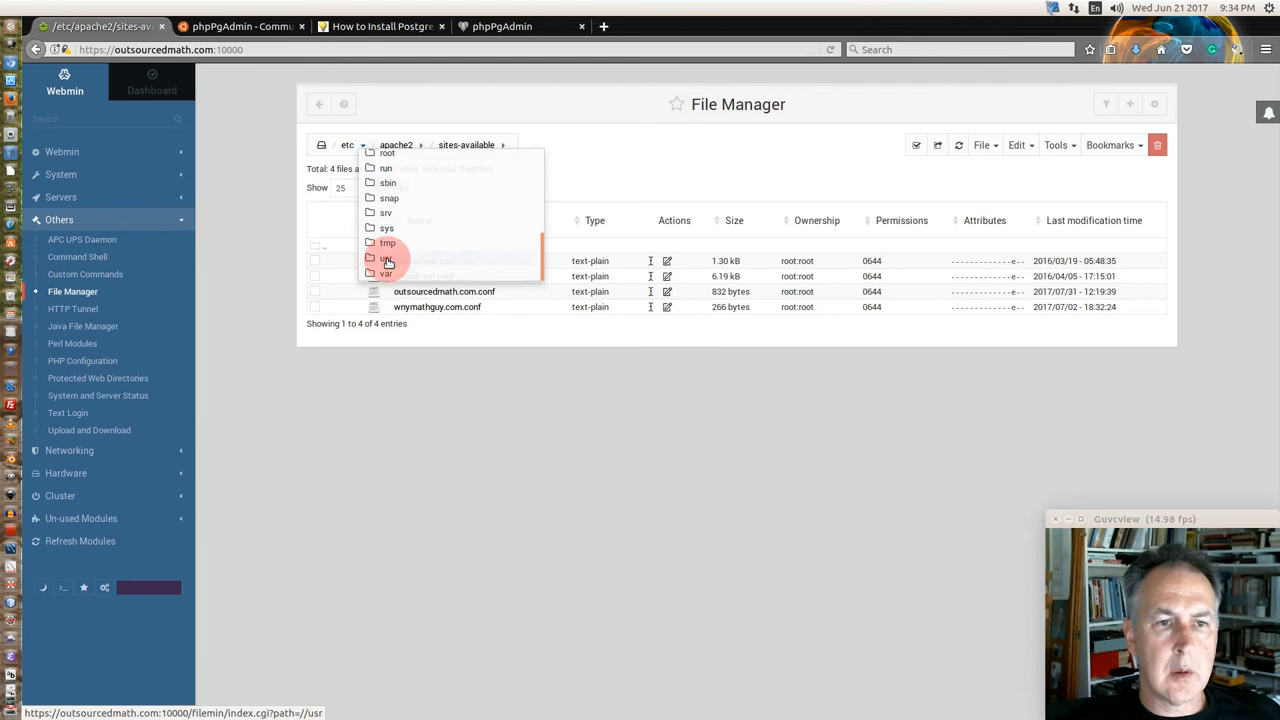 En
Wed Jun 21 2017
9:34 PM
/etc/apache2/sites-av
phpPgAdmin - Commu
How to Install Postgre
phpPgAdmin
https://outsourcedmath.com:10000
Search
Webmin
Dashboard
File Manager
Search
etc
apache2
sites-available
File
Edit
Tools
Bookmarks
Webmin
System
Servers
Others
APC UPS Daemon
Command Shell
Custom Commands
File Manager
HTTP Tunnel
Java File Manager
Perl Modules
PHP Configuration
Protected Web Directories
System and Server Status
Text Login
Upload and Download
Networking
Hardware
Cluster
Un-used Modules
Refresh Modules
Total: 4 files a
Selected: 0 entries
Show 25
root
run
sbin
snap
srv
sys
tmp
usr
var
Name Type Actions Size Ownership Permissions Attributes Last modification time
..
text-plain 1.30 kB root:root 0644 - - - - - - - - - - - - - e - - 2016/03/19 - 05:48:35
text-plain 6.19 kB root:root 0644 - - - - - - - - - - - - - e - - 2016/04/05 - 17:15:01
outsourcedmath.com.conf text-plain 832 bytes root:root 0644 - - - - - - - - - - - - - e - - 2017/07/31 - 12:19:39
wnymathguy.com.conf text-plain 266 bytes root:root 0644 - - - - - - - - - - - - - e - - 2017/07/02 - 18:32:24
Showing 1 to 4 of 4 entries
Guvcview (14.98 fps)
https://outsourcedmath.com:10000/filemin/index.cgi?path=//usr